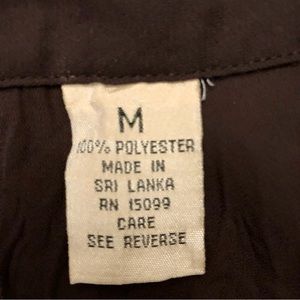 M
100% POLYESTER
MADE IN
SRI LANKA
RN 15099
CARE
SEE REVERSE